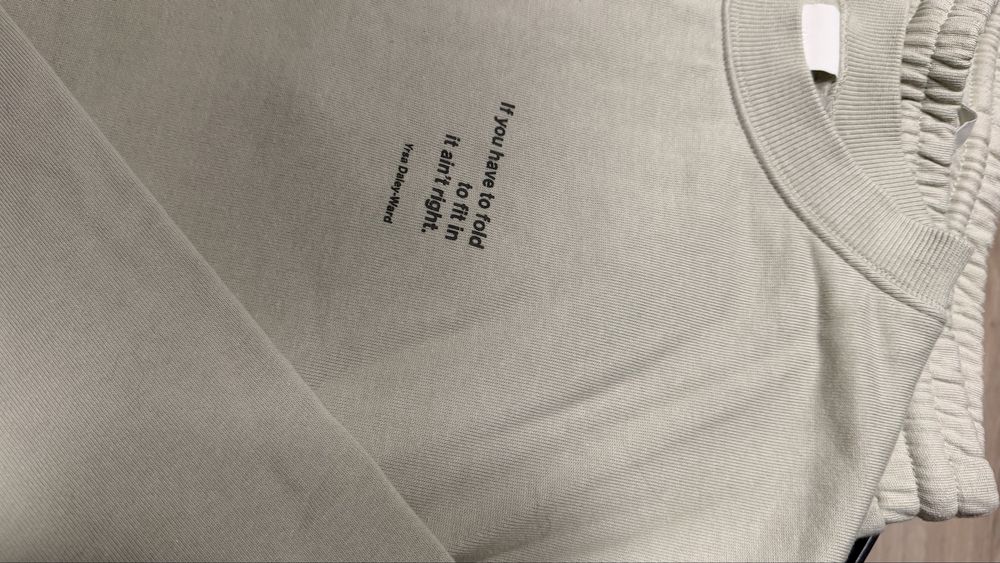 If you have to fold
to fit in
it ain't right.
Yrsa Daley-Ward